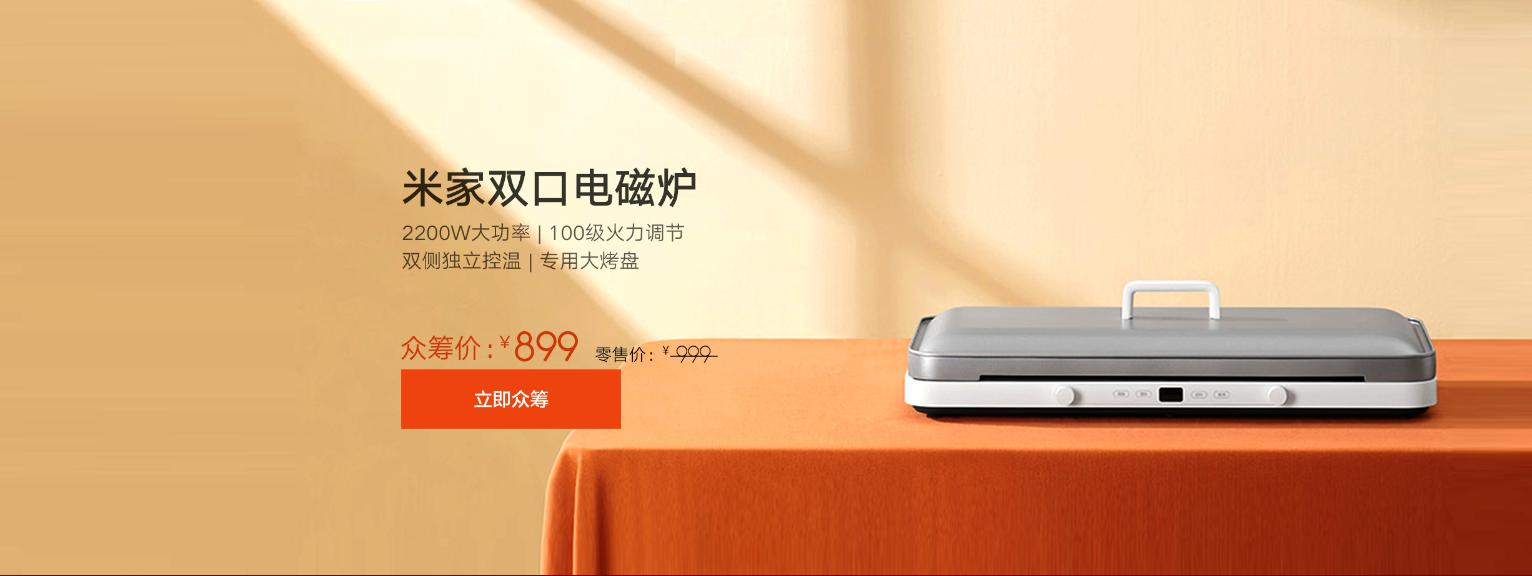 米家双口电磁炉
2200W大功率 | 100级火力调节
双侧独立控温 | 专用大烤盘
众筹价:¥899 零售价:¥999
立即众筹